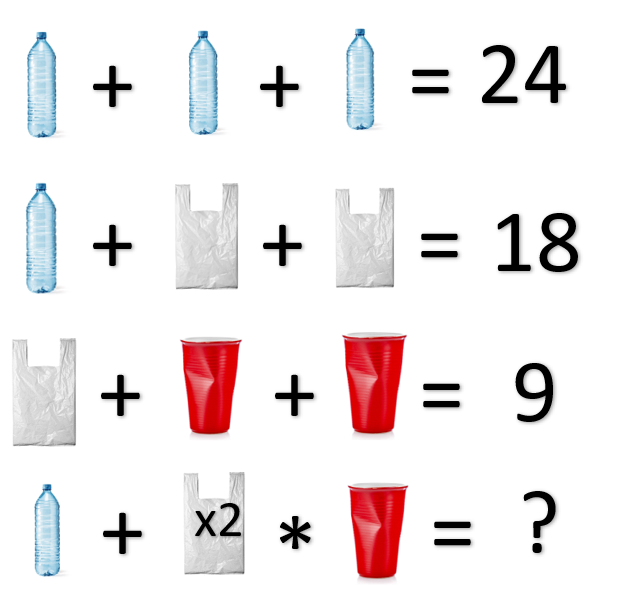 + + = 24
+ + = 18
+ + = 9
+ x2 * = ?